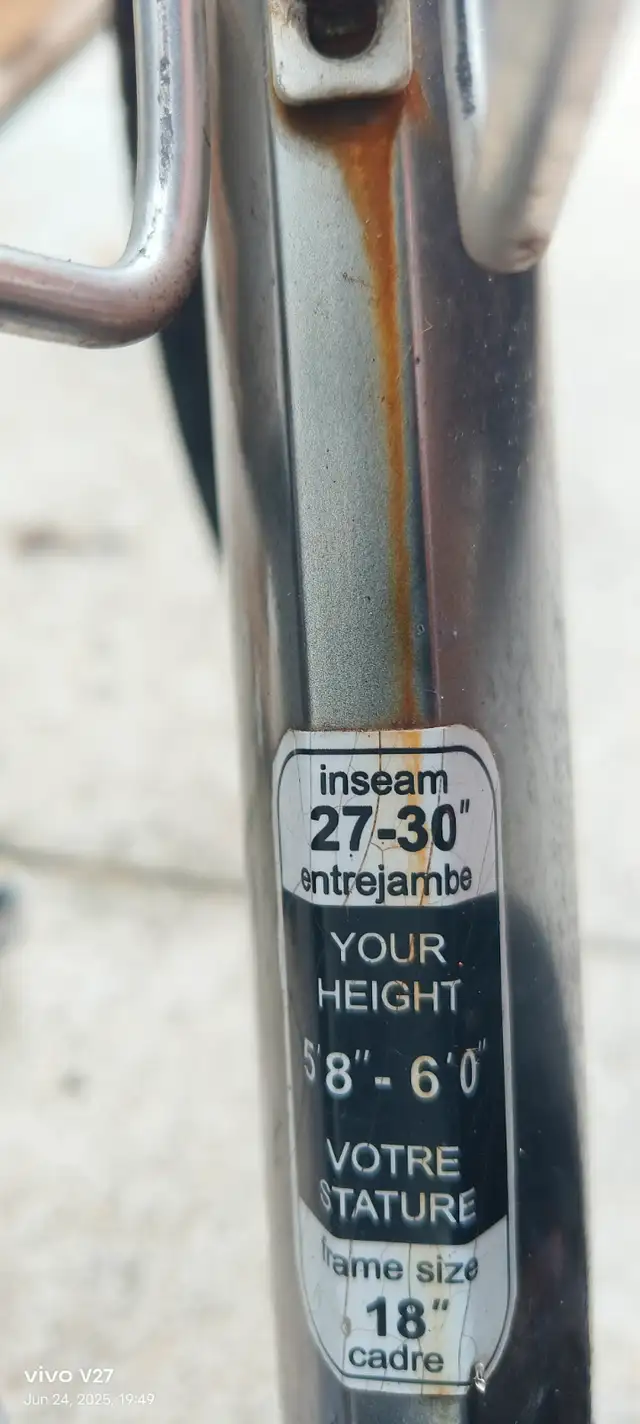 inseam
27-30"
entrejambe
YOUR
HEIGHT
5'8"- 6'0"
VOTRE
STATURE
frame size
18"
cadre
vivo V27
Jun 24, 2025, 19:49